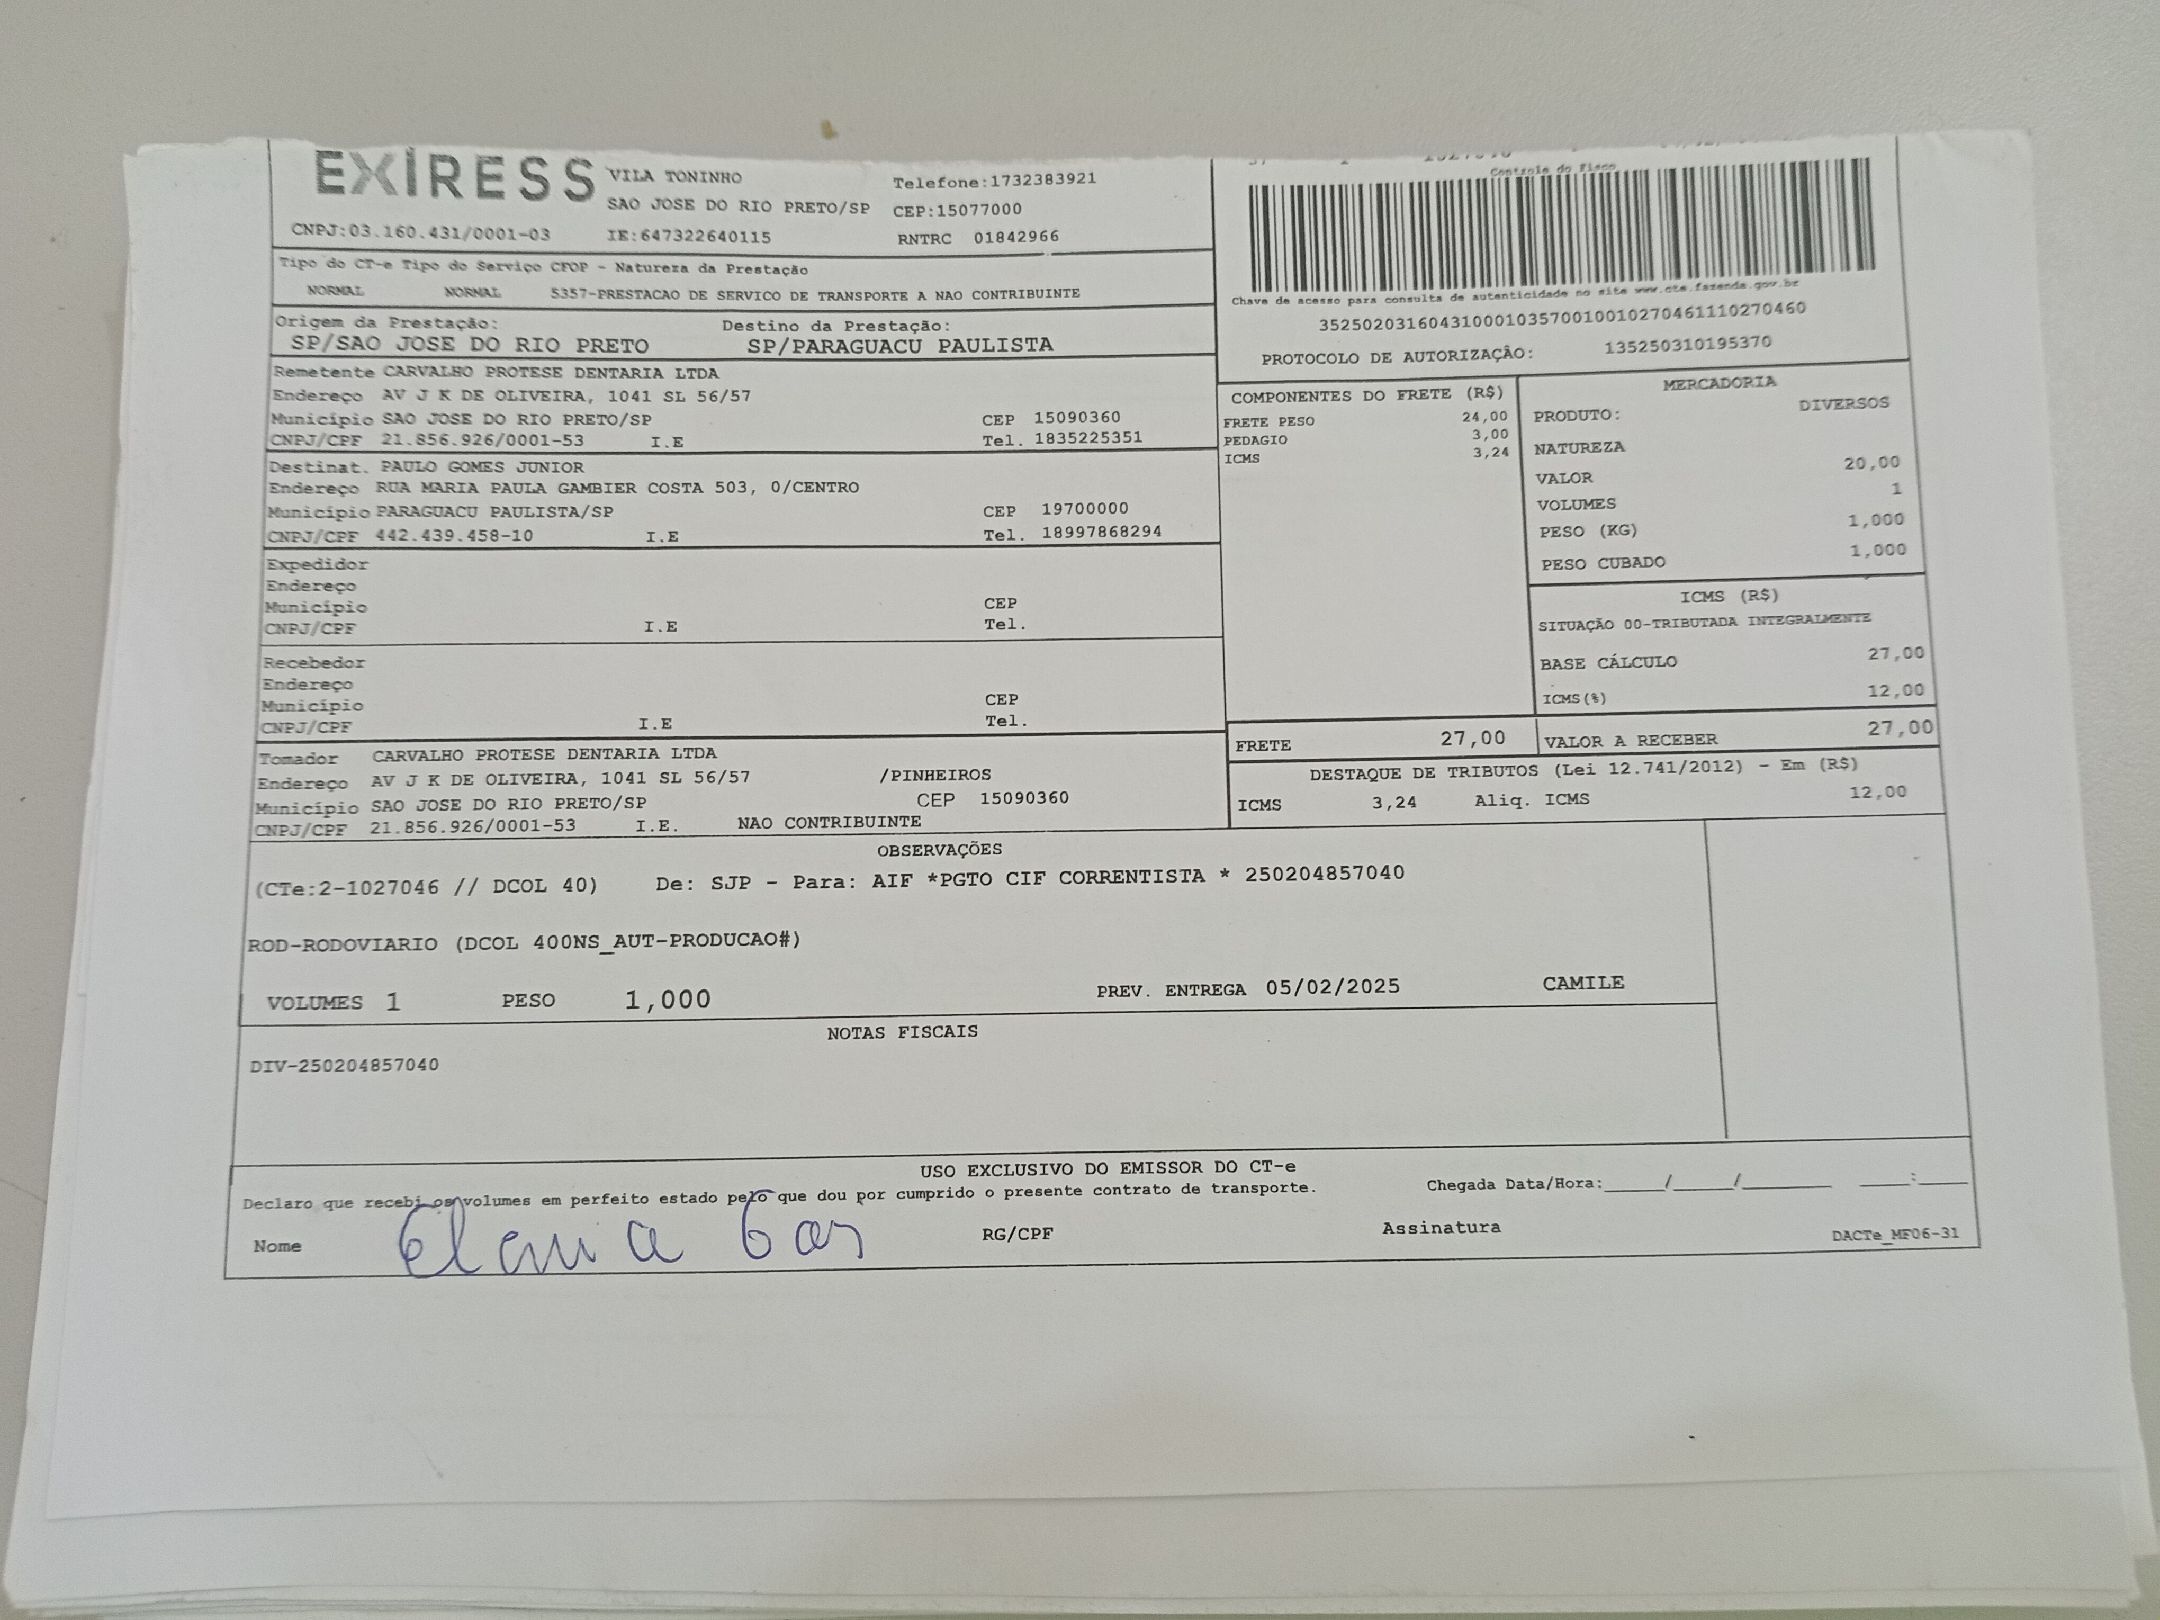 EXIRESS
VILA TONINHO Telefone:1732383921
SAO JOSE DO RIO PRETO/SP CEP:15077000
CNPJ:03.160.431/0001-03 IE:647322640115 RNTRC 01842966
Tipo do CT-e Tipo do Serviço CFOP - Natureza da Prestação
NORMAL NORMAL 5357-PRESTACAO DE SERVICO DE TRANSPORTE A NAO CONTRIBUINTE
Origem da Prestação: Destino da Prestação:
SP/SAO JOSE DO RIO PRETO SP/PARAGUACU PAULISTA
Controle do Fisco
Chave de acesso para consulta de autenticidade no site www.cte.fazenda.gov.br
35250203160431000103570010010270461110270460
PROTOCOLO DE AUTORIZAÇÃO: 135250310195370
Remetente CARVALHO PROTESE DENTARIA LTDA
Endereço AV J K DE OLIVEIRA, 1041 SL 56/57
Município SAO JOSE DO RIO PRETO/SP CEP 15090360
CNPJ/CPF 21.856.926/0001-53 I.E Tel. 1835225351
Destinat. PAULO GOMES JUNIOR
Endereço RUA MARIA PAULA GAMBIER COSTA 503, 0/CENTRO
Município PARAGUACU PAULISTA/SP CEP 19700000
CNPJ/CPF 442.439.458-10 I.E Tel. 18997868294
Expedidor
Endereço
Município CEP
CNPJ/CPF I.E Tel.
Recebedor
Endereço
Município CEP
CNPJ/CPF I.E Tel.
Tomador CARVALHO PROTESE DENTARIA LTDA
Endereço AV J K DE OLIVEIRA, 1041 SL 56/57 /PINHEIROS
Município SAO JOSE DO RIO PRETO/SP CEP 15090360
CNPJ/CPF 21.856.926/0001-53 I.E. NAO CONTRIBUINTE
COMPONENTES DO FRETE (R$)
FRETE PESO 24,00
PEDAGIO 3,00
ICMS 3,24
MERCADORIA
PRODUTO: DIVERSOS
NATUREZA
VALOR 20,00
VOLUMES 1
PESO (KG) 1,000
PESO CUBADO 1,000
ICMS (R$)
SITUAÇÃO 00-TRIBUTADA INTEGRALMENTE
BASE CÁLCULO 27,00
ICMS(%) 12,00
FRETE 27,00 VALOR A RECEBER 27,00
DESTAQUE DE TRIBUTOS (Lei 12.741/2012) - Em (R$)
ICMS 3,24 Aliq. ICMS 12,00
OBSERVAÇÕES
(CTe:2-1027046 // DCOL 40) De: SJP - Para: AIF *PGTO CIF CORRENTISTA * 250204857040
ROD-RODOVIARIO (DCOL 400NS_AUT-PRODUCAO#)
VOLUMES 1 PESO 1,000 PREV. ENTREGA 05/02/2025 CAMILE
NOTAS FISCAIS
DIV-250204857040
USO EXCLUSIVO DO EMISSOR DO CT-e
Declaro que recebi os volumes em perfeito estado pelo que dou por cumprido o presente contrato de transporte. Chegada Data/Hora:_____/_____/________ _____:_____
Nome RG/CPF Assinatura DACTe_MF06-31